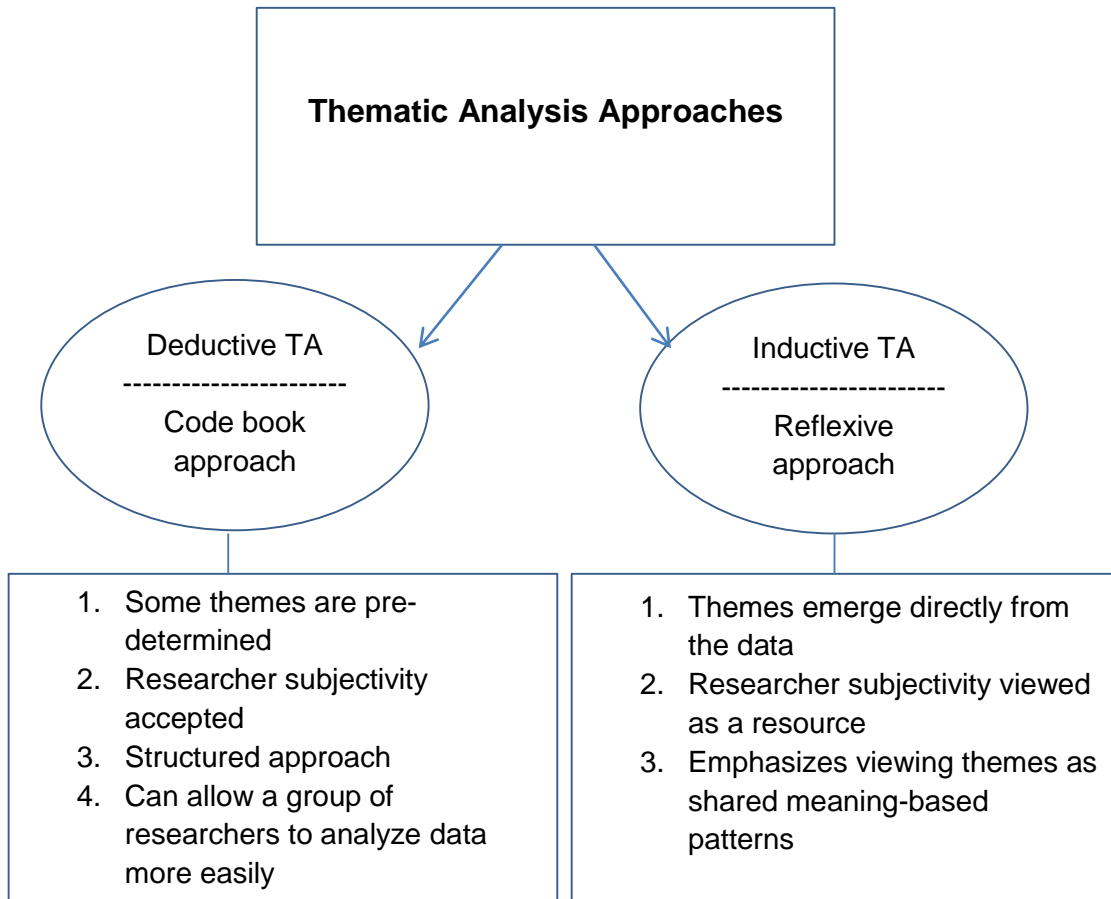 Thematic Analysis Approaches
Deductive TA
-----------------------
Code book
approach
Inductive TA
-----------------------
Reflexive
approach
1. Some themes are pre-
determined
2. Researcher subjectivity
accepted
3. Structured approach
4. Can allow a group of
researchers to analyze data
more easily
1. Themes emerge directly from
the data
2. Researcher subjectivity viewed
as a resource
3. Emphasizes viewing themes as
shared meaning-based
patterns